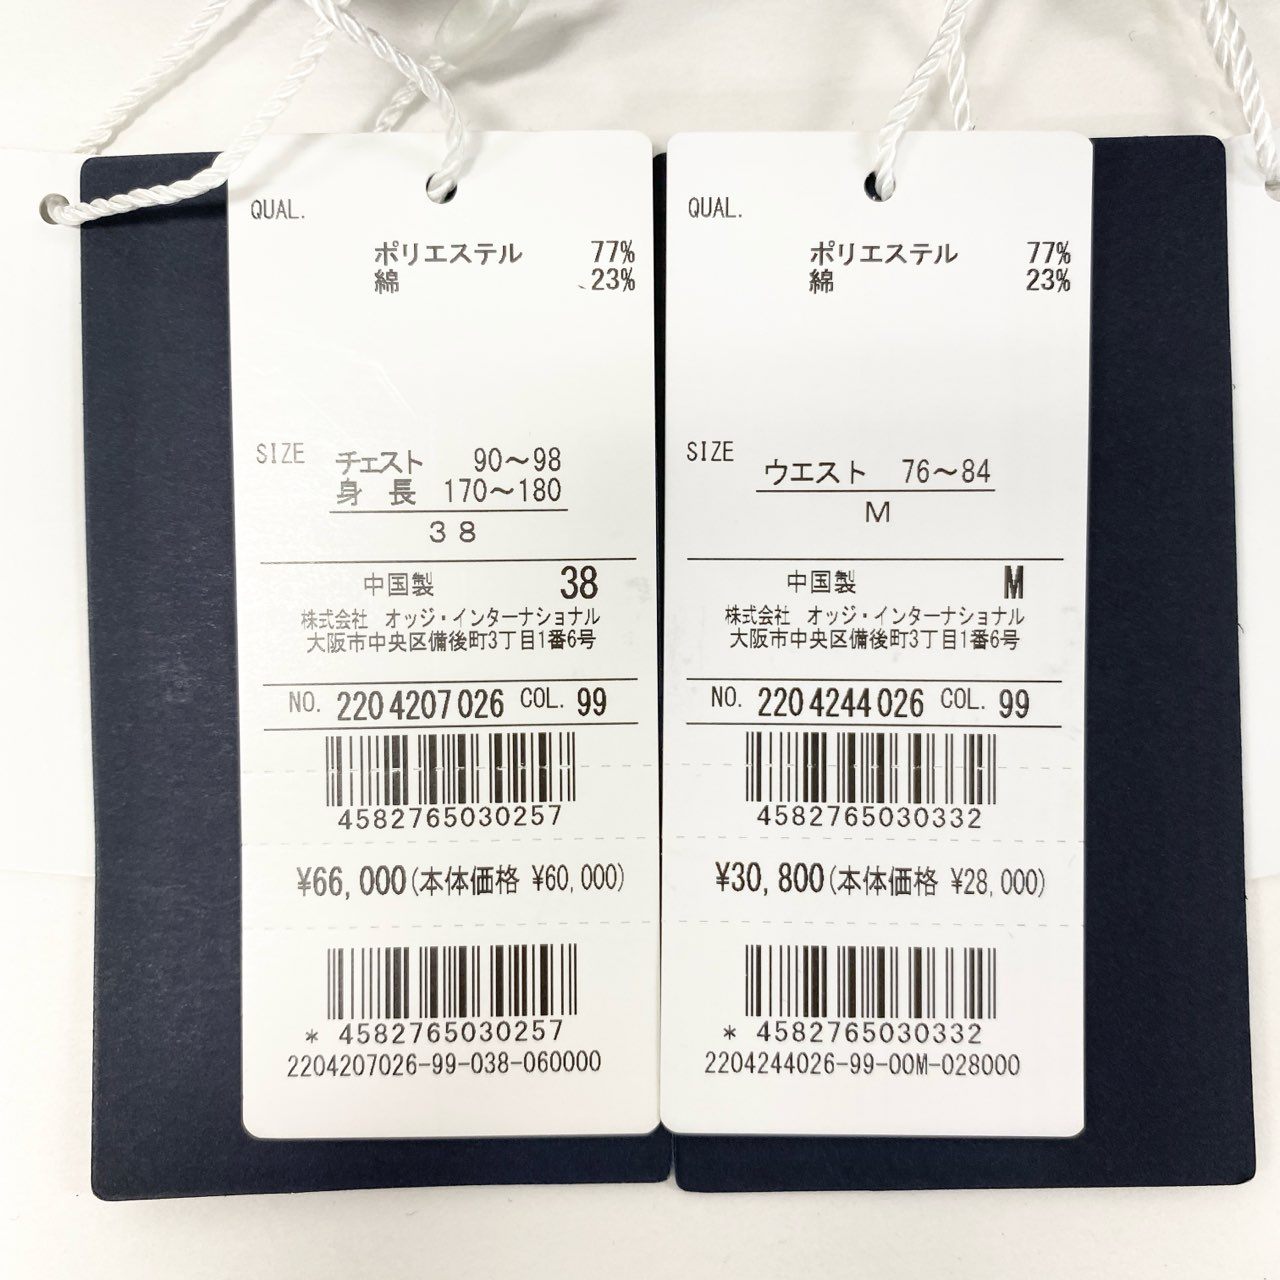 QUAL.
ポリエステル 77%
綿 23%
SIZE
チェスト 90～98
身 長 170～180
38
中国製 38
株式会社 オッジ・インターナショナル
大阪市中央区備後町3丁目1番6号
NO. 2204207026 COL. 99
4582765030257
¥66,000(本体価格 ¥60,000)
* 4582765030257
2204207026-99-038-060000
QUAL.
ポリエステル 77%
綿 23%
SIZE
ウエスト 76～84
M
中国製 M
株式会社 オッジ・インターナショナル
大阪市中央区備後町3丁目1番6号
NO. 2204244026 COL. 99
4582765030332
¥30,800(本体価格 ¥28,000)
* 4582765030332
2204244026-99-00M-028000